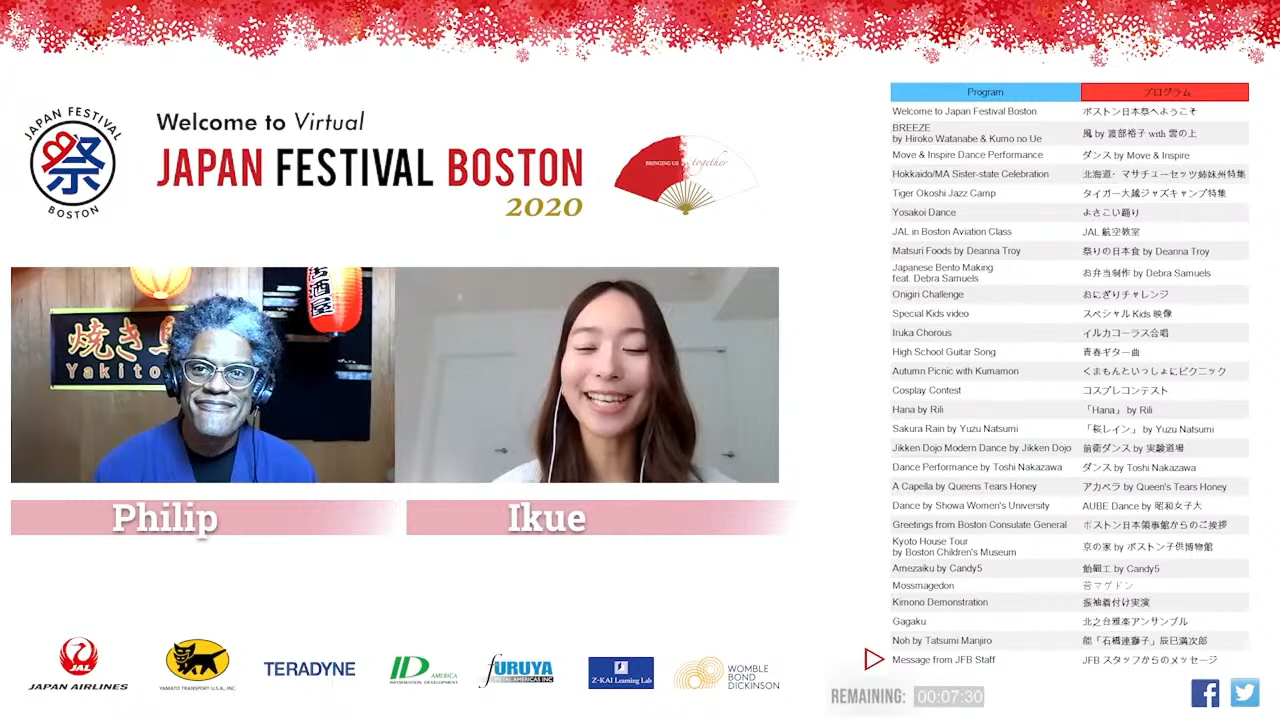 JAPAN FESTIVAL
祭
BOSTON
Welcome to Virtual
JAPAN FESTIVAL BOSTON
2020
BRINGING US together
居酒屋
焼き鳥
Yakito
Philip
Ikue
Program プログラム
Welcome to Japan Festival Boston ボストン日本祭へようこそ
BREEZE
by Hiroko Watanabe & Kumo no Ue 風 by 渡部裕子 with 雲の上
Move & Inspire Dance Performance ダンス by Move & Inspire
Hokkaido/MA Sister-state Celebration 北海道・マサチューセッツ姉妹州特集
Tiger Okoshi Jazz Camp タイガー大越ジャズキャンプ特集
Yosakoi Dance よさこい踊り
JAL in Boston Aviation Class JAL 航空教室
Matsuri Foods by Deanna Troy 祭りの日本食 by Deanna Troy
Japanese Bento Making
feat. Debra Samuels お弁当制作 by Debra Samuels
Onigiri Challenge おにぎりチャレンジ
Special Kids video スペシャル Kids 映像
Iruka Chorous イルカコーラス合唱
High School Guitar Song 青春ギター曲
Autumn Picnic with Kumamon くまもんといっしょにピクニック
Cosplay Contest コスプレコンテスト
Hana by Rili 「Hana」 by Rili
Sakura Rain by Yuzu Natsumi 「桜レイン」 by Yuzu Natsumi
Jikken Dojo Modern Dance by Jikken Dojo 前衛ダンス by 実験道場
Dance Performance by Toshi Nakazawa ダンス by Toshi Nakazawa
A Capella by Queens Tears Honey アカペラ by Queen's Tears Honey
Dance by Showa Women's University AUBE Dance by 昭和女子大
Greetings from Boston Consulate General ボストン日本領事館からのご挨拶
Kyoto House Tour
by Boston Children's Museum 京の家 by ボストン子供博物館
Amezaiku by Candy5 飴細工 by Candy5
Mossmagedon 苔マゲドン
Kimono Demonstration 振袖着付け実演
Gagaku 北之台雅楽アンサンブル
Noh by Tatsumi Manjiro 能「石橋連獅子」辰巳満次郎
Message from JFB Staff JFB スタッフからのメッセージ
REMAINING: 00:07:30
JAL
JAPAN AIRLINES
YAMATO TRANSPORT U.S.A., INC
TERADYNE
ID AMERICA
INFORMATION DEVELOPMENT
FURUYA
METAL AMERICAS INC
Z-KAI Learning Lab
WOMBLE
BOND
DICKINSON